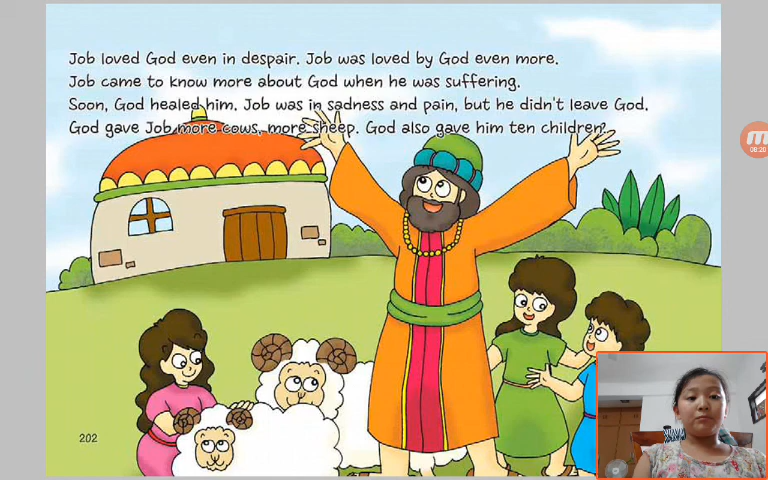 Job loved God even in despair. Job was loved by God even more.
Job came to know more about God when he was suffering.
Soon, God healed him. Job was in sadness and pain, but he didn't leave God.
God gave Job more cows, more sheep. God also gave him ten children.
202
08:20